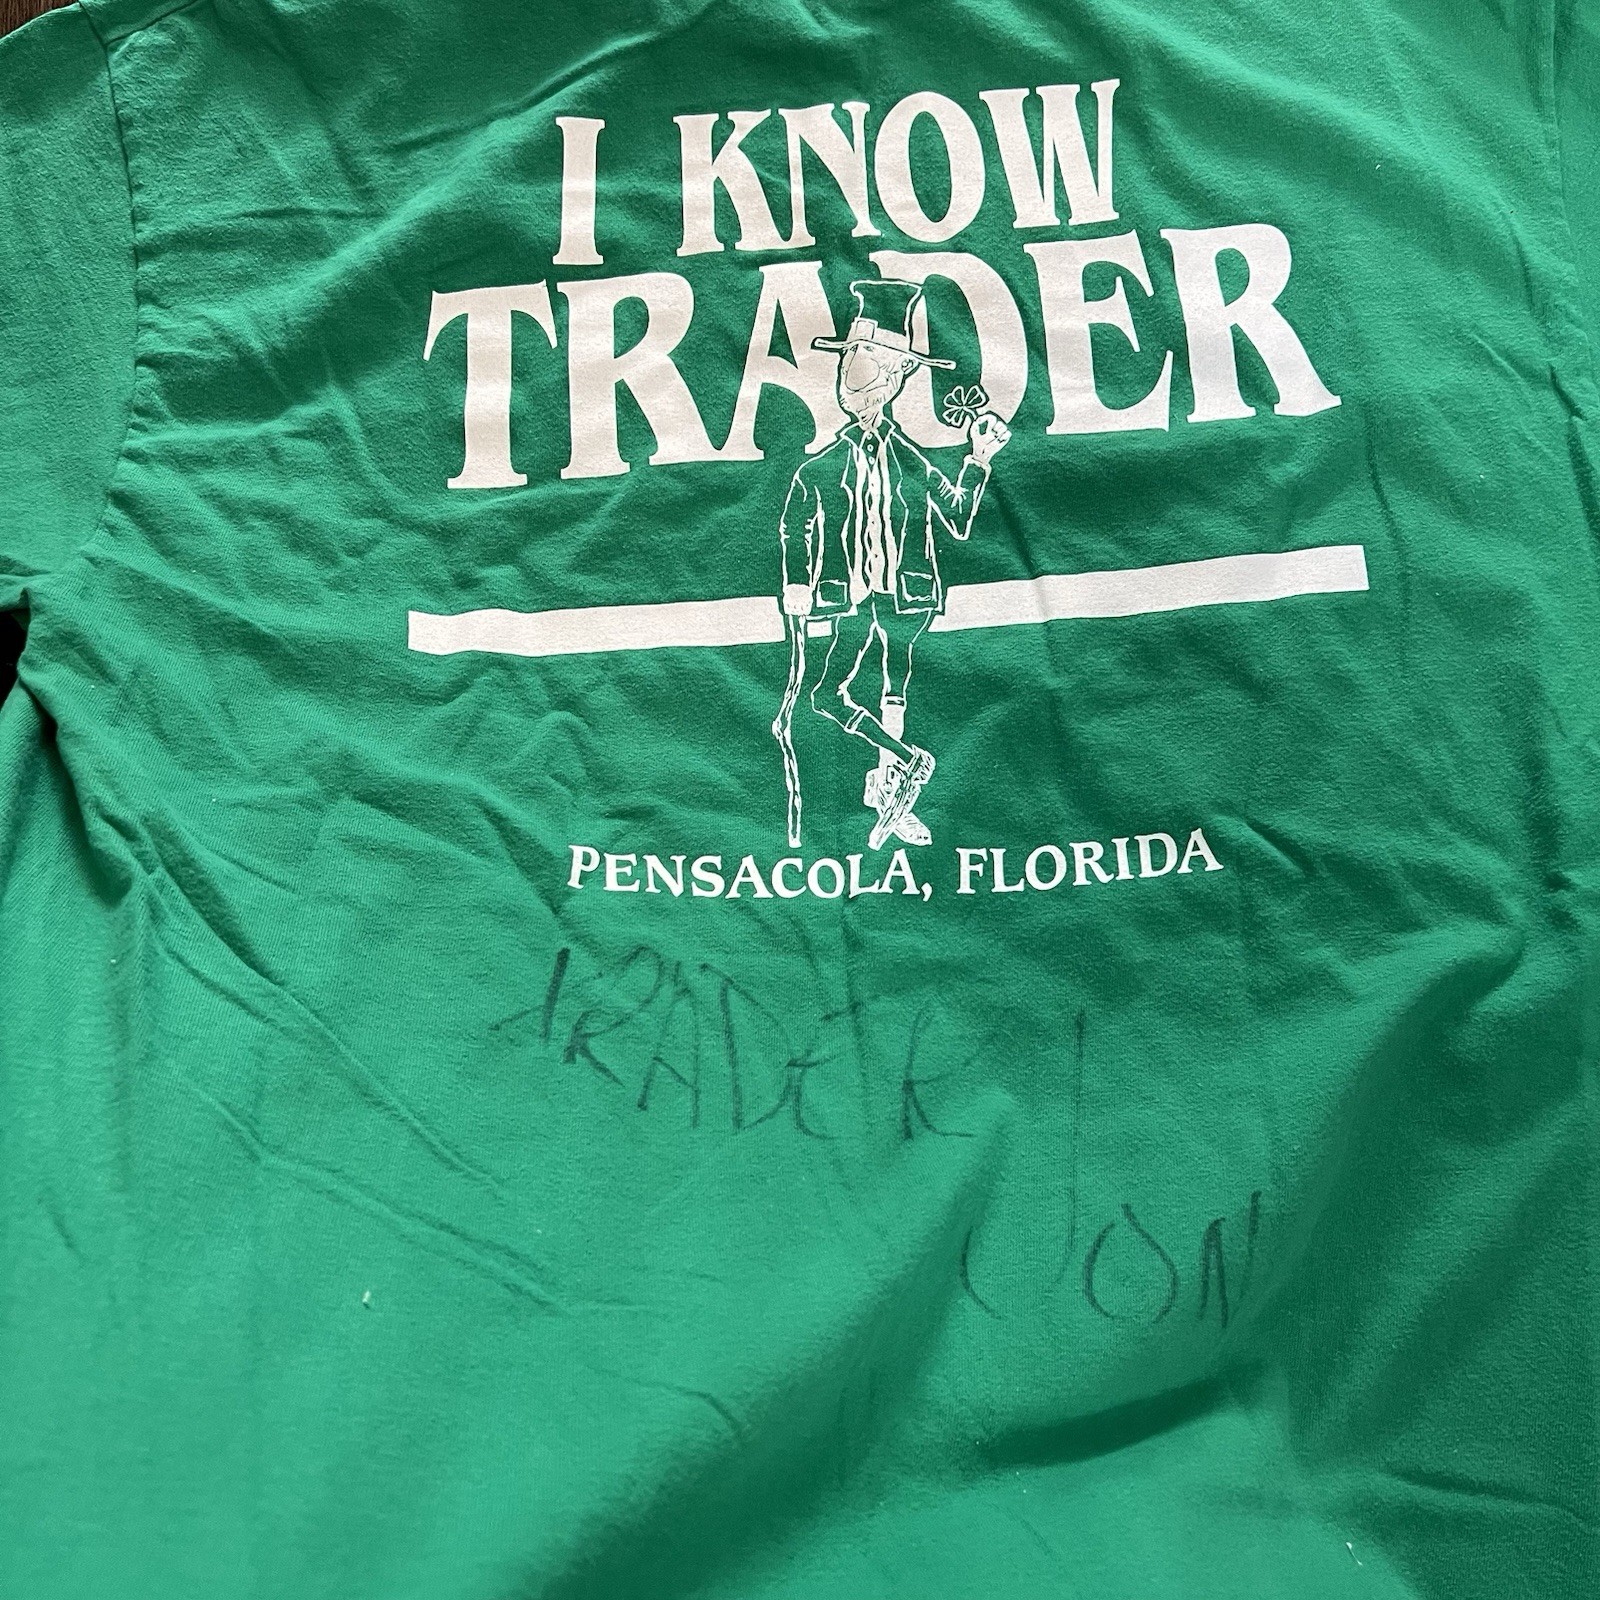 I KNOW
TRADER
PENSACOLA, FLORIDA
TRADER
JON